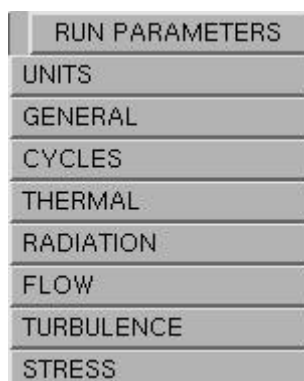 RUN PARAMETERS
UNITS
GENERAL
CYCLES
THERMAL
RADIATION
FLOW
TURBULENCE
STRESS